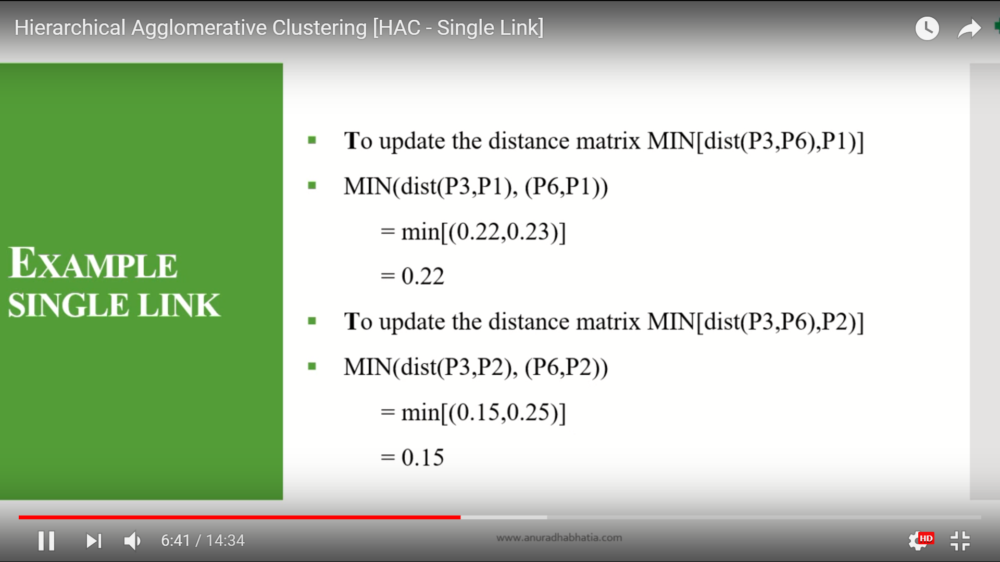 Hierarchical Agglomerative Clustering [HAC - Single Link]
EXAMPLE
SINGLE LINK
To update the distance matrix MIN[dist(P3,P6),P1)]
MIN(dist(P3,P1), (P6,P1))
= min[(0.22,0.23)]
= 0.22
To update the distance matrix MIN[dist(P3,P6),P2)]
MIN(dist(P3,P2), (P6,P2))
= min[(0.15,0.25)]
= 0.15
6:41 / 14:34
www.anuradhabhatia.com
HD